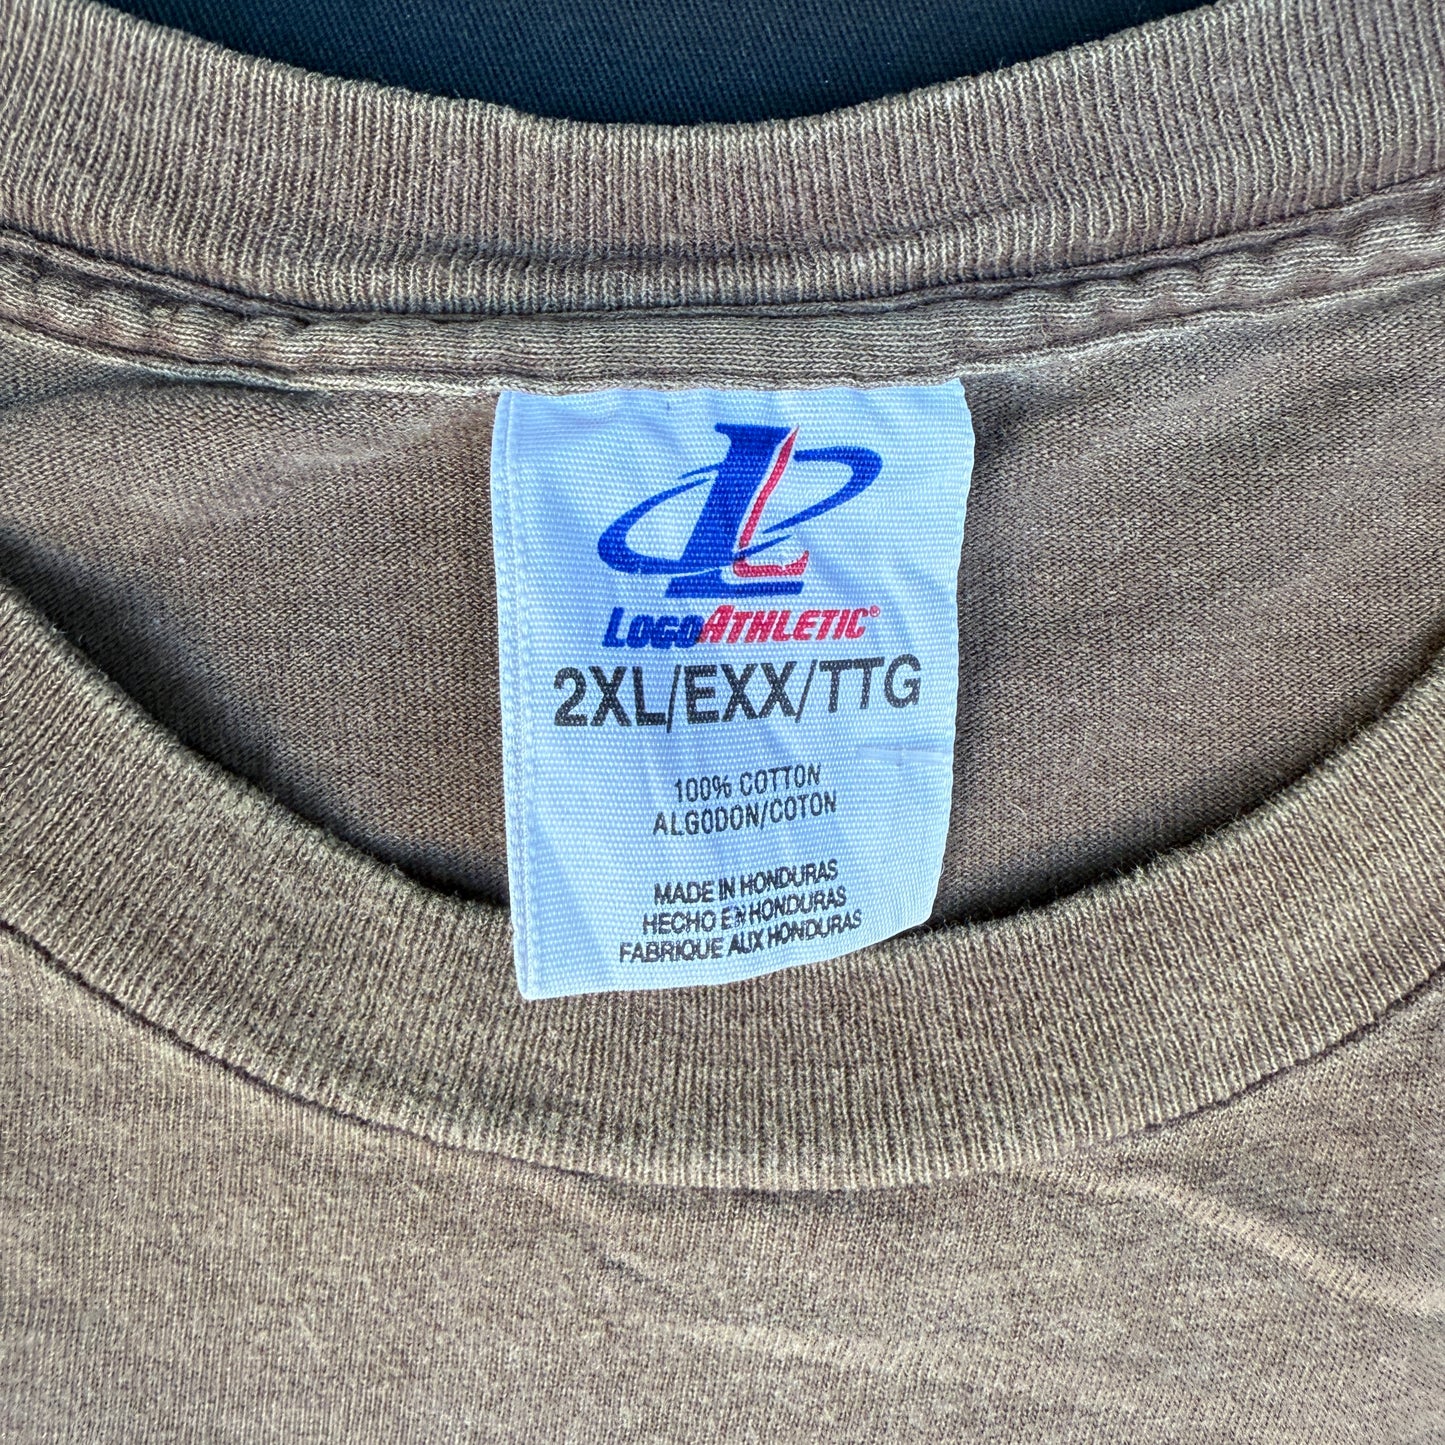 LOGOATHLETIC®
2XL/EXX/TTG
100% COTTON
ALGODON/COTON
MADE IN HONDURAS
HECHO EN HONDURAS
FABRIQUE AUX HONDURAS